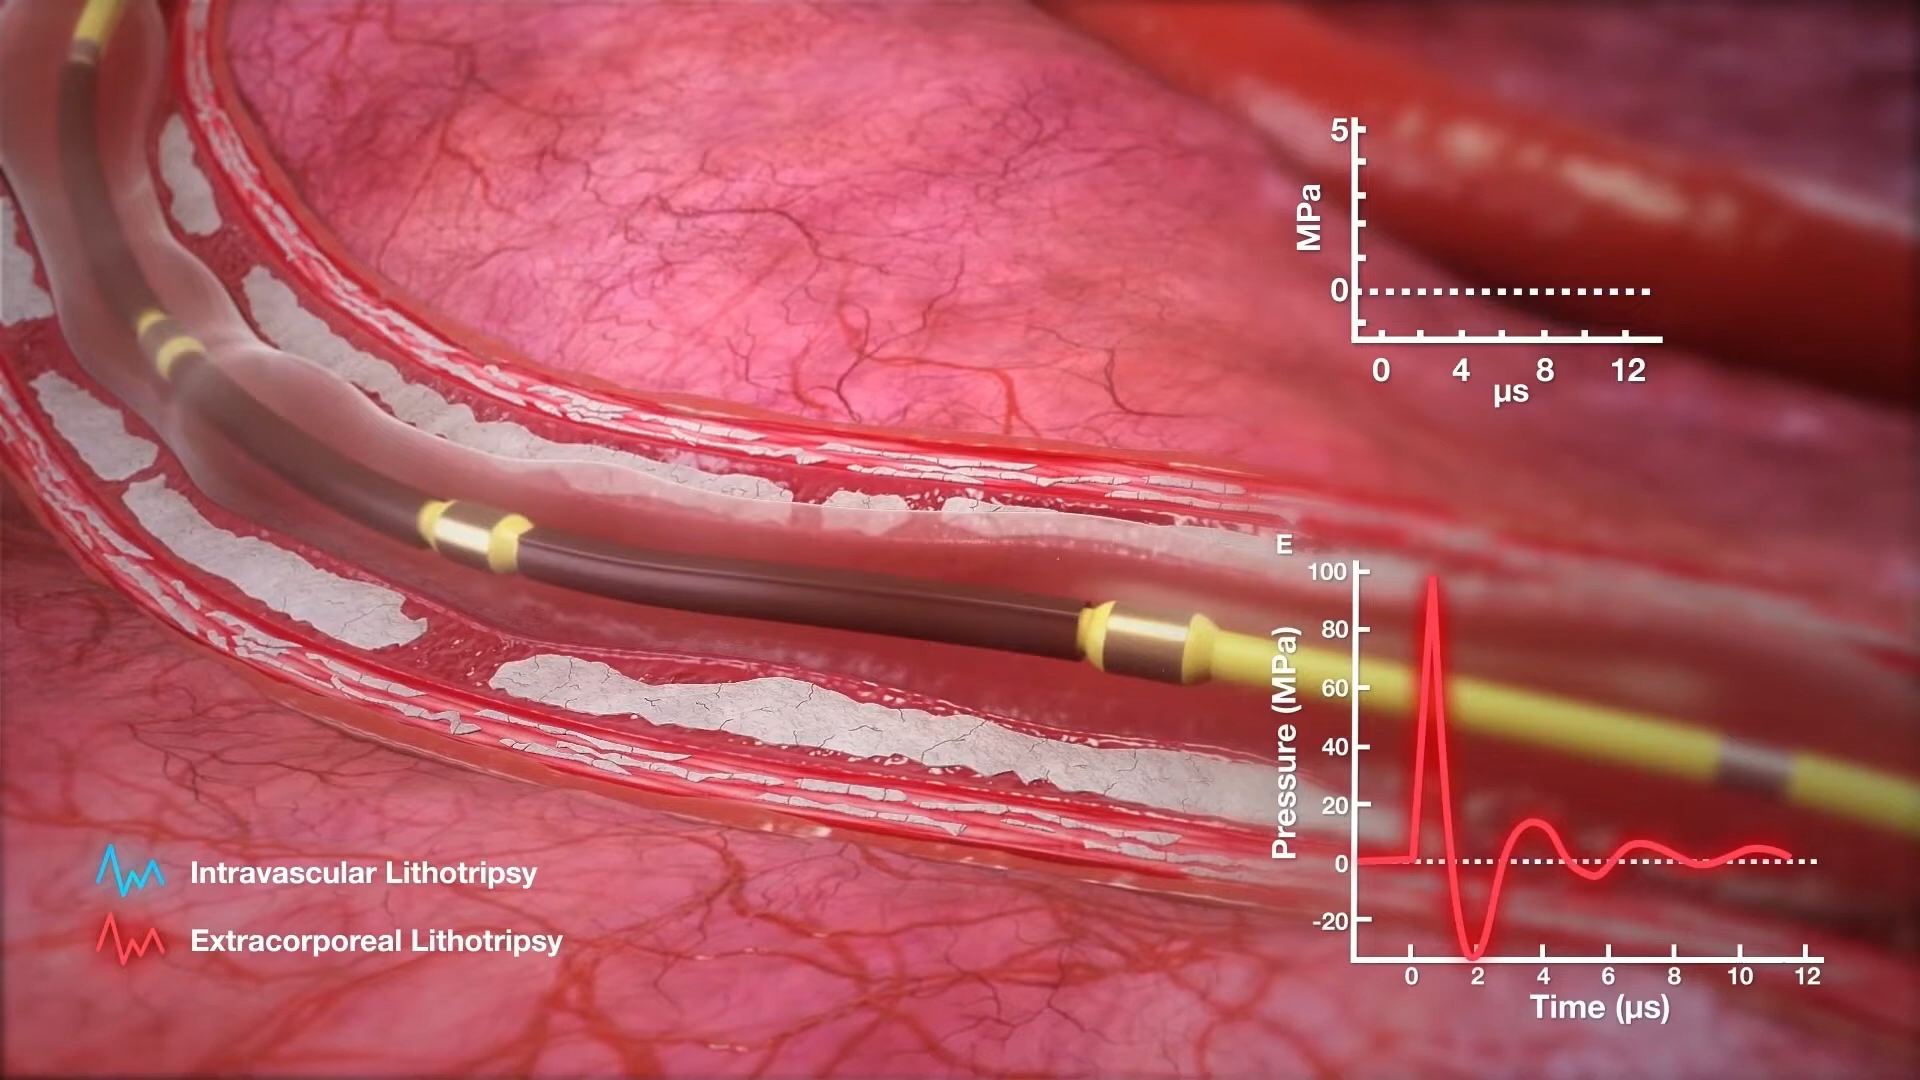 5
MPa
0
0 4 8 12
µs
E
100
80
60
40
20
0
-20
Pressure (MPa)
0 2 4 6 8 10 12
Time (µs)
Intravascular Lithotripsy
Extracorporeal Lithotripsy